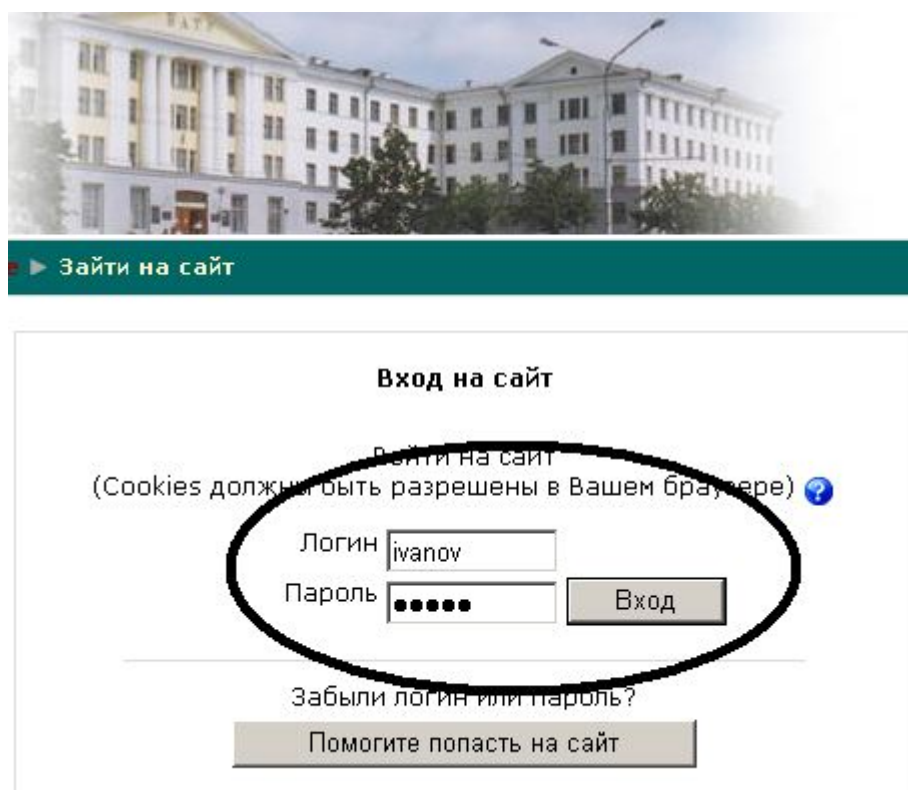 Зайти на сайт
Вход на сайт
Зайти на сайт
(Cookies должны быть разрешены в Вашем браузере)
Логин ivanov
Пароль ●●●●● Вход
Забыли логин или пароль?
Помогите попасть на сайт